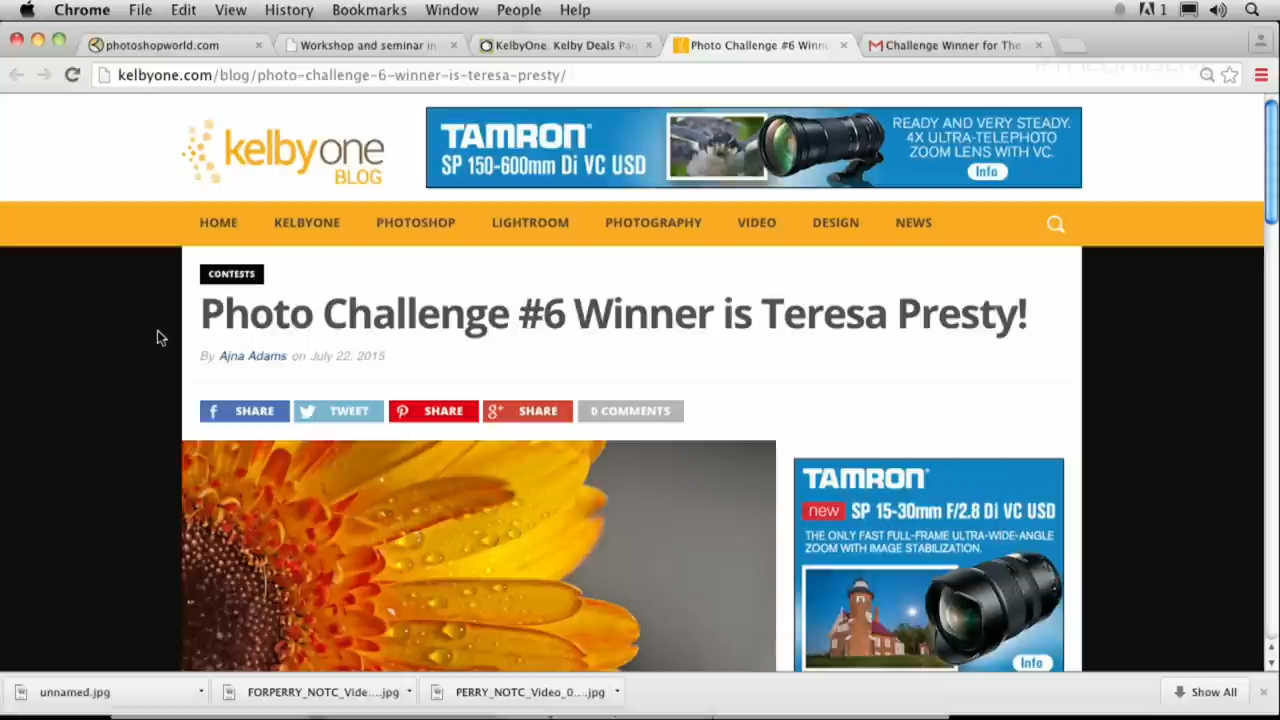 Chrome File Edit View History Bookmarks Window People Help
1
photoshopworld.com
Workshop and seminar in
KelbyOne. Kelby Deals Pa
Photo Challenge #6 Winn
Challenge Winner for The
kelbyone.com/blog/photo-challenge-6-winner-is-teresa-presty/
kelbyone
BLOG
TAMRON
SP 150-600mm Di VC USD
READY AND VERY STEADY.
4X ULTRA-TELEPHOTO
ZOOM LENS WITH VC.
Info
HOME KELBYONE PHOTOSHOP LIGHTROOM PHOTOGRAPHY VIDEO DESIGN NEWS
CONTESTS
Photo Challenge #6 Winner is Teresa Presty!
By Ajna Adams on July 22, 2015
SHARE TWEET SHARE SHARE 0 COMMENTS
TAMRON
new SP 15-30mm F/2.8 Di VC USD
THE ONLY FAST FULL-FRAME ULTRA-WIDE-ANGLE
ZOOM WITH IMAGE STABILIZATION.
Info
unnamed.jpg
FORPERRY_NOTC_Vide....jpg
PERRY_NOTC_Video_0....jpg
Show All